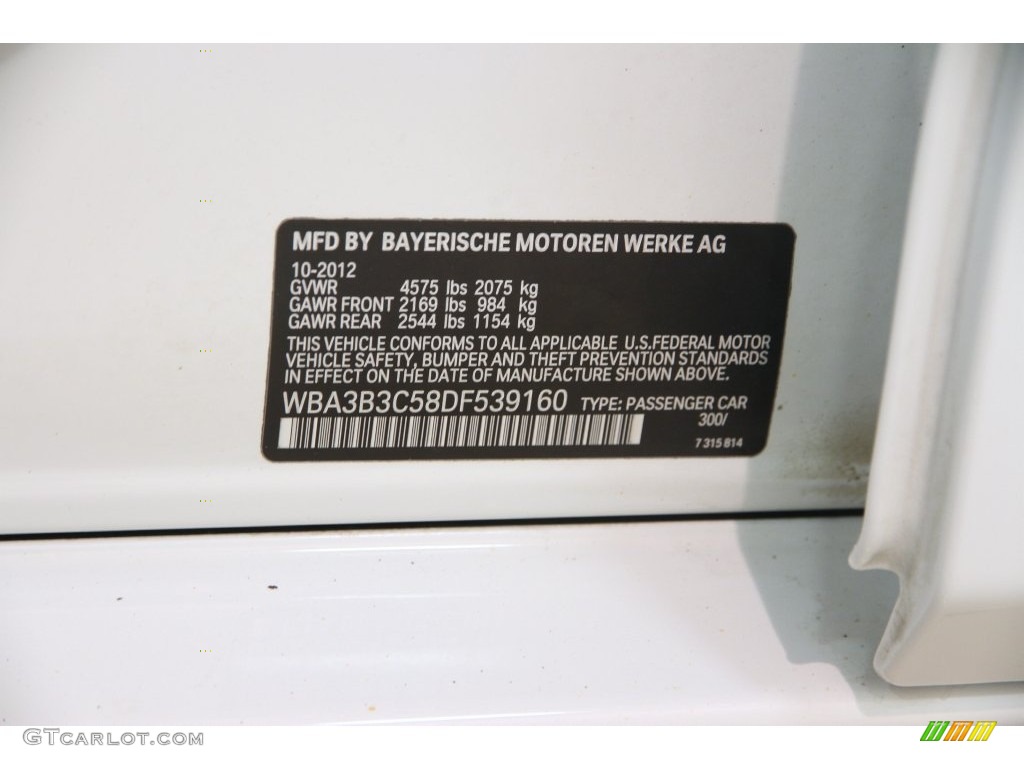 MFD BY BAYERISCHE MOTOREN WERKE AG
10-2012
GVWR 4575 lbs 2075 kg
GAWR FRONT 2169 lbs 984 kg
GAWR REAR 2544 lbs 1154 kg
THIS VEHICLE CONFORMS TO ALL APPLICABLE U.S.FEDERAL MOTOR
VEHICLE SAFETY, BUMPER AND THEFT PREVENTION STANDARDS
IN EFFECT ON THE DATE OF MANUFACTURE SHOWN ABOVE.
WBA3B3C58DF539160 TYPE: PASSENGER CAR
300/
7 315 814
GTCARLOT.COM